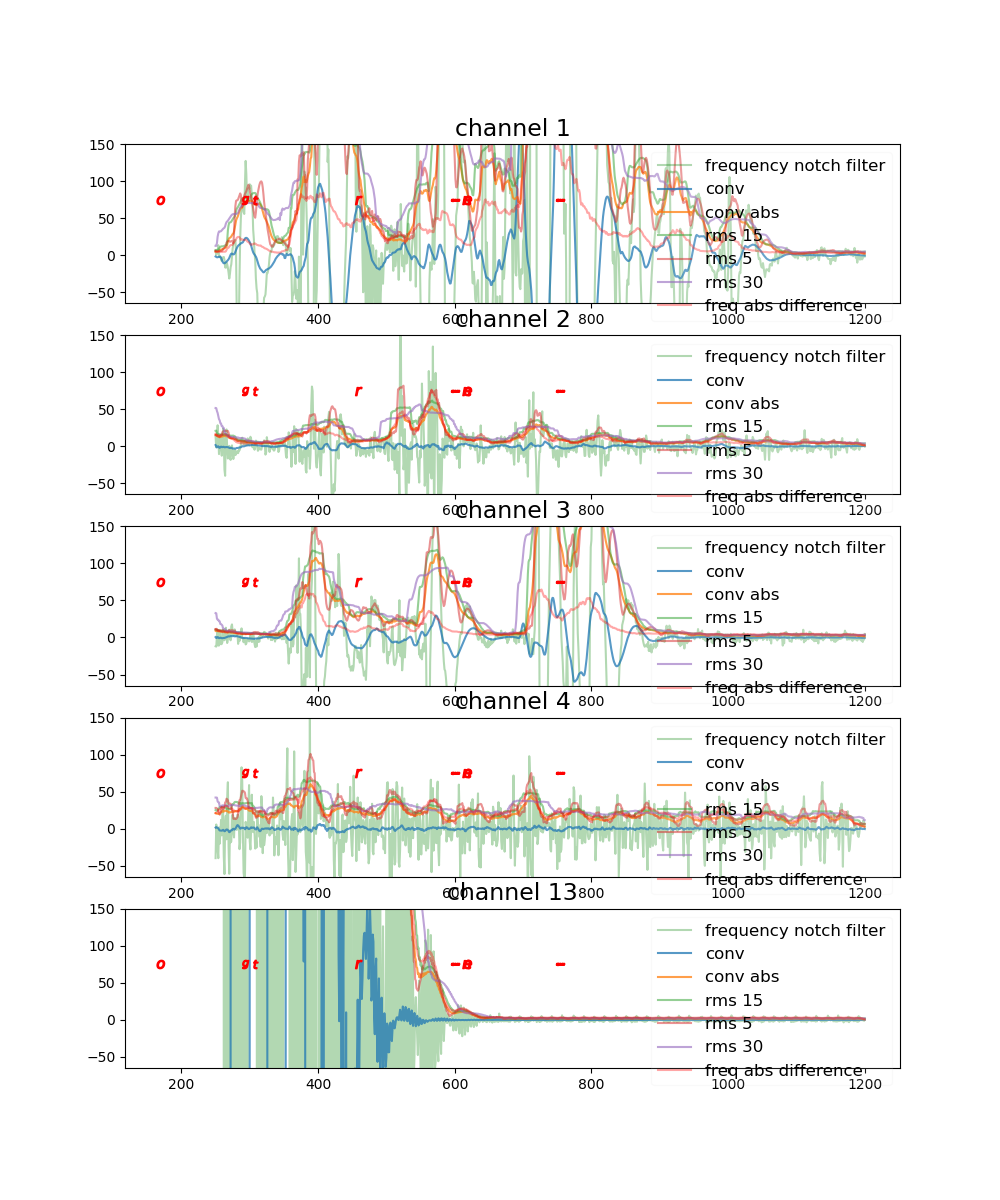 channel 1
150
100
50
0
−50
o
t
r
–
–
frequency notch filter
conv
conv abs
rms 15
rms 5
rms 30
freq abs difference
200 400 600 800 1000 1200
channel 2
150
100
50
0
−50
o
t
r
–
–
frequency notch filter
conv
conv abs
rms 15
rms 5
rms 30
freq abs difference
200 400 600 800 1000 1200
channel 3
150
100
50
0
−50
o
t
r
–
–
frequency notch filter
conv
conv abs
rms 15
rms 5
rms 30
freq abs difference
200 400 600 800 1000 1200
channel 4
150
100
50
0
−50
o
t
r
–
–
frequency notch filter
conv
conv abs
rms 15
rms 5
rms 30
freq abs difference
200 400 600 800 1000 1200
channel 13
150
100
50
0
−50
o
t
r
–
–
frequency notch filter
conv
conv abs
rms 15
rms 5
rms 30
freq abs difference
200 400 600 800 1000 1200